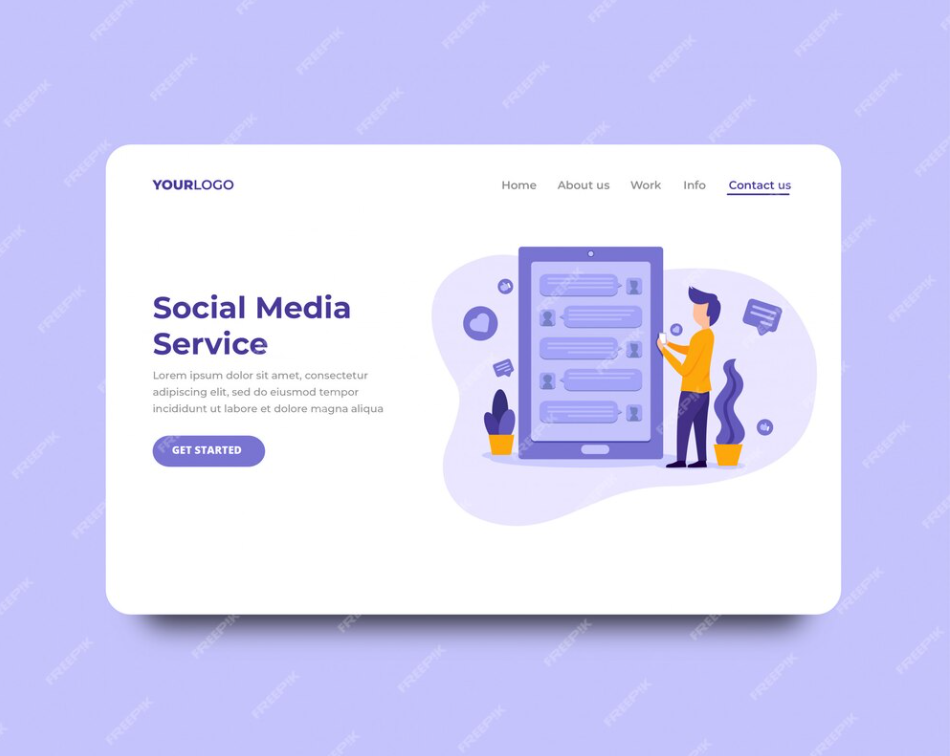 YOURLOGO
Home About us Work Info Contact us
Social Media
Service
Lorem ipsum dolor sit amet, consectetur
adipiscing elit, sed do eiusmod tempor
incididunt ut labore et dolore magna aliqua
GET STARTED
FREEPIK